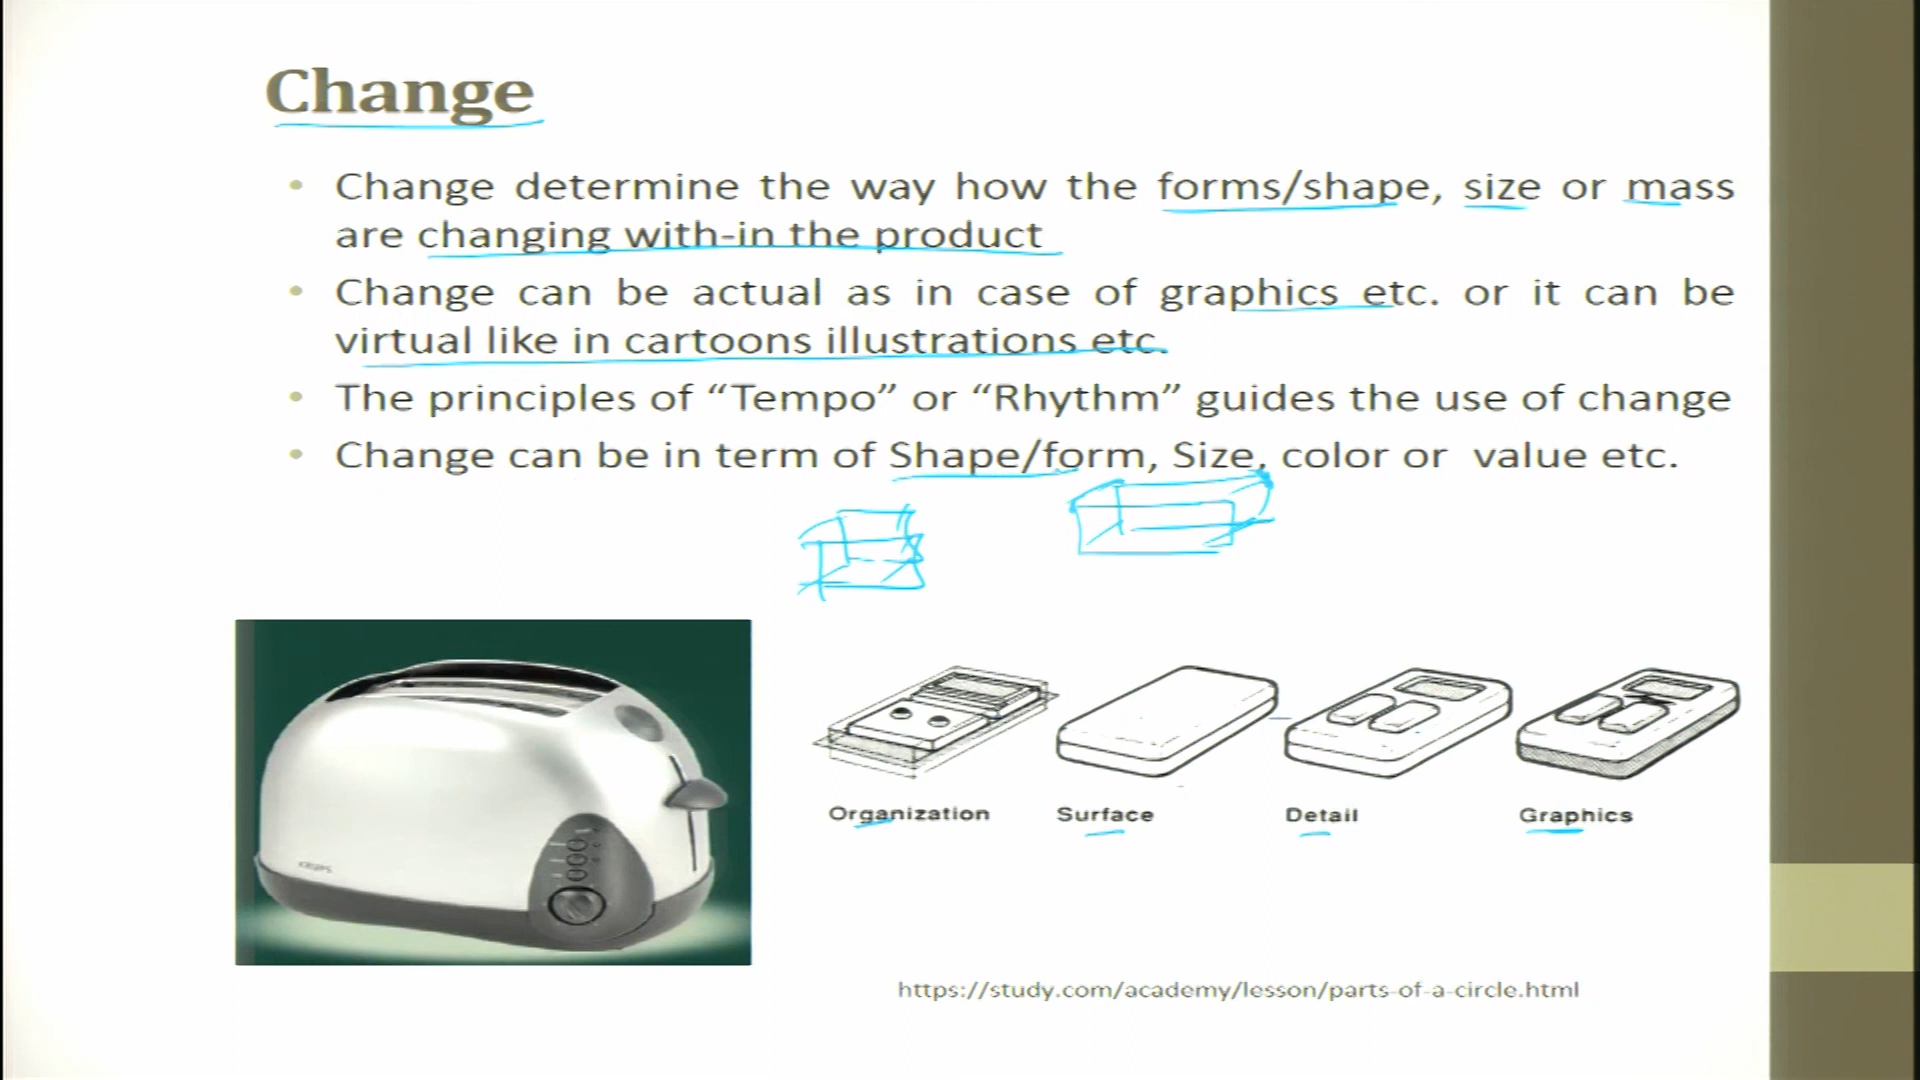 Change
• Change determine the way how the forms/shape, size or mass
are changing with-in the product
• Change can be actual as in case of graphics etc. or it can be
virtual like in cartoons illustrations etc.
• The principles of “Tempo” or “Rhythm” guides the use of change
• Change can be in term of Shape/form, Size, color or value etc.
KRUPS
Organization Surface Detail Graphics
https://study.com/academy/lesson/parts-of-a-circle.html